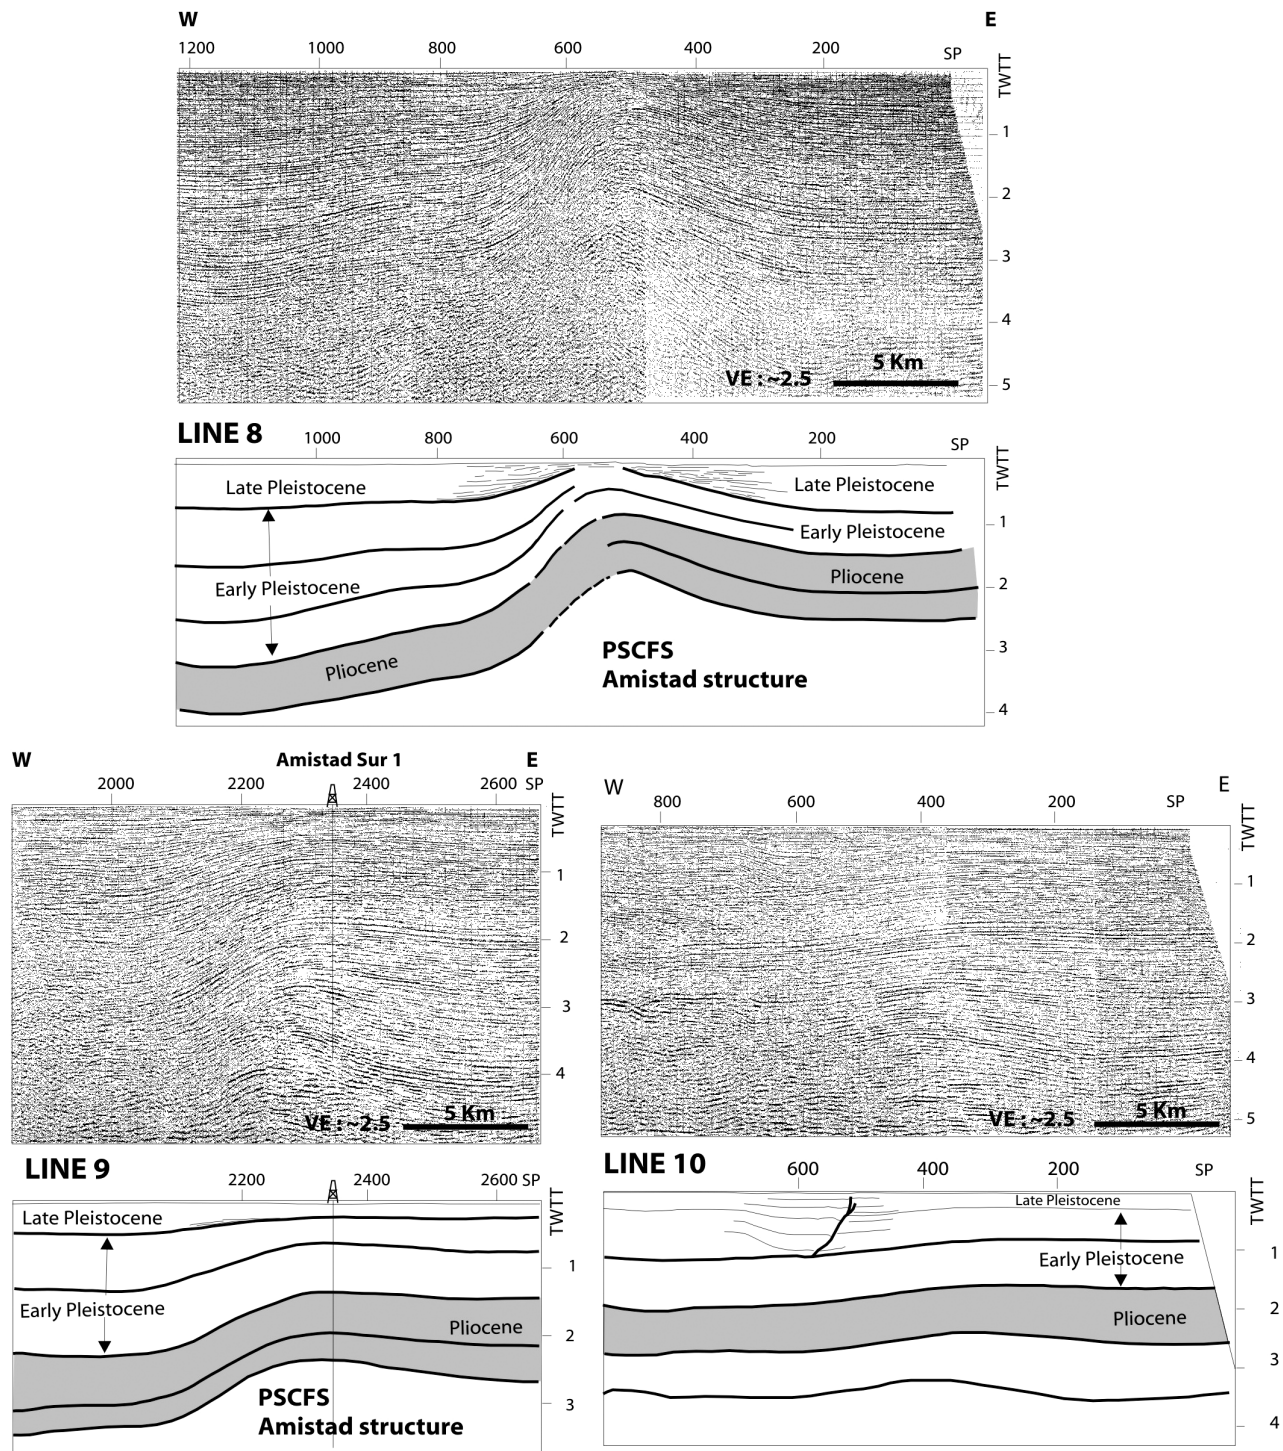 W E
1200 1000 800 600 400 200 SP
TWTT
1
2
3
4
5
VE : ~2.5 5 Km
LINE 8 1000 800 600 400 200 SP
TWTT
Late Pleistocene Late Pleistocene
1
Early Pleistocene
Pliocene
2
Early Pleistocene
Pliocene
3
PSCFS
Amistad structure
4
W Amistad Sur 1 E
2000 2200 2400 2600 SP
TWTT
1
2
3
4
VE : ~2.5 5 Km
LINE 9
2200 2400 2600 SP
TWTT
Late Pleistocene
1
Early Pleistocene
Pliocene
2
3
PSCFS
Amistad structure
W E
800 600 400 200 SP
TWTT
1
2
3
4
5
VE : ~2.5 5 Km
LINE 10 600 400 200 SP
TWTT
Late Pleistocene
1
Early Pleistocene
2
Pliocene
3
4